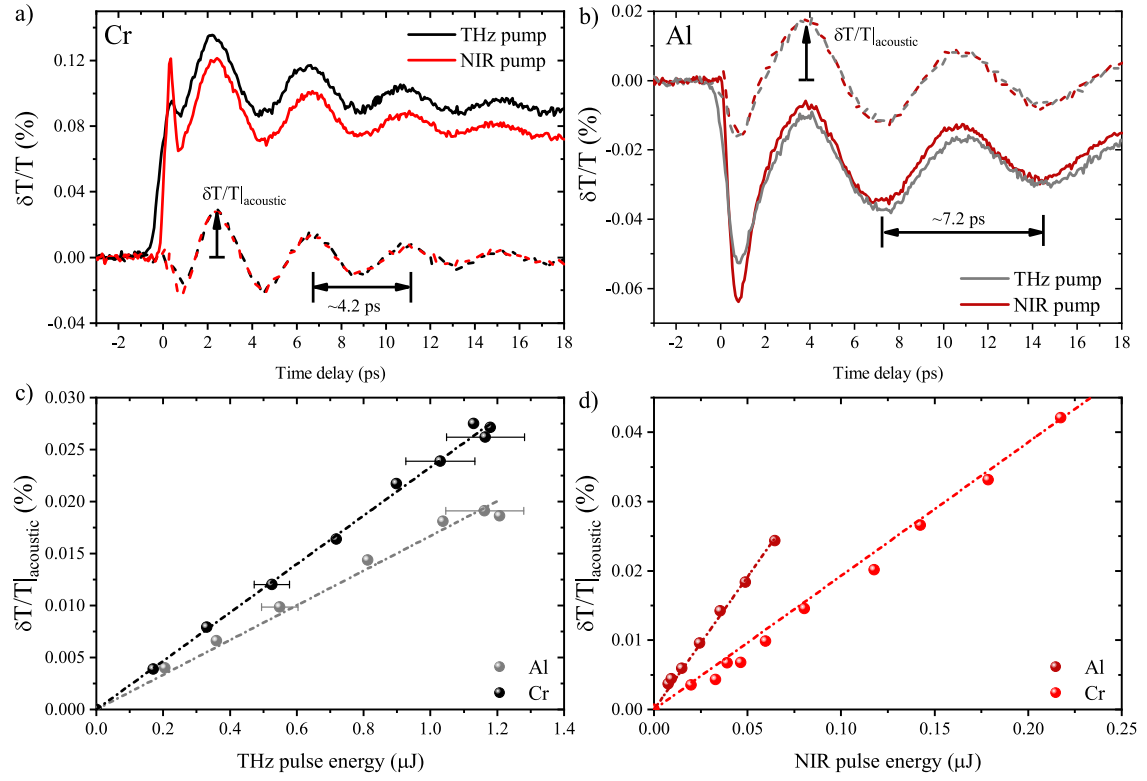 a)
Cr
THz pump
NIR pump
δT/T|acoustic
~4.2 ps
δT/T (%)
0.12
0.08
0.04
0.00
-0.04
-2 0 2 4 6 8 10 12 14 16 18
Time delay (ps)
b)
Al
δT/T|acoustic
~7.2 ps
THz pump
NIR pump
δT/T (%)
0.02
0.00
-0.02
-0.04
-0.06
-2 0 2 4 6 8 10 12 14 16 18
Time delay (ps)
c)
δT/T|acoustic (%)
0.030
0.025
0.020
0.015
0.010
0.005
0.000
Al
Cr
0.0 0.2 0.4 0.6 0.8 1.0 1.2 1.4
THz pulse energy (μJ)
d)
δT/T|acoustic (%)
0.04
0.03
0.02
0.01
0.00
Al
Cr
0.00 0.05 0.10 0.15 0.20 0.25
NIR pulse energy (μJ)